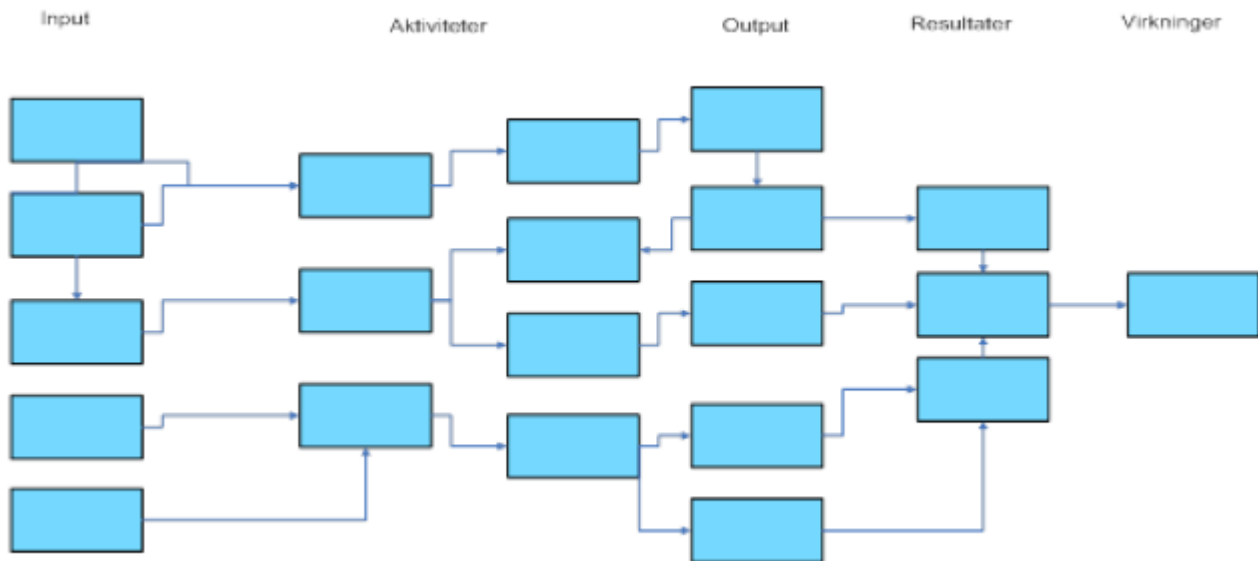 Input
Aktiviteter
Output
Resultater
Virkninger